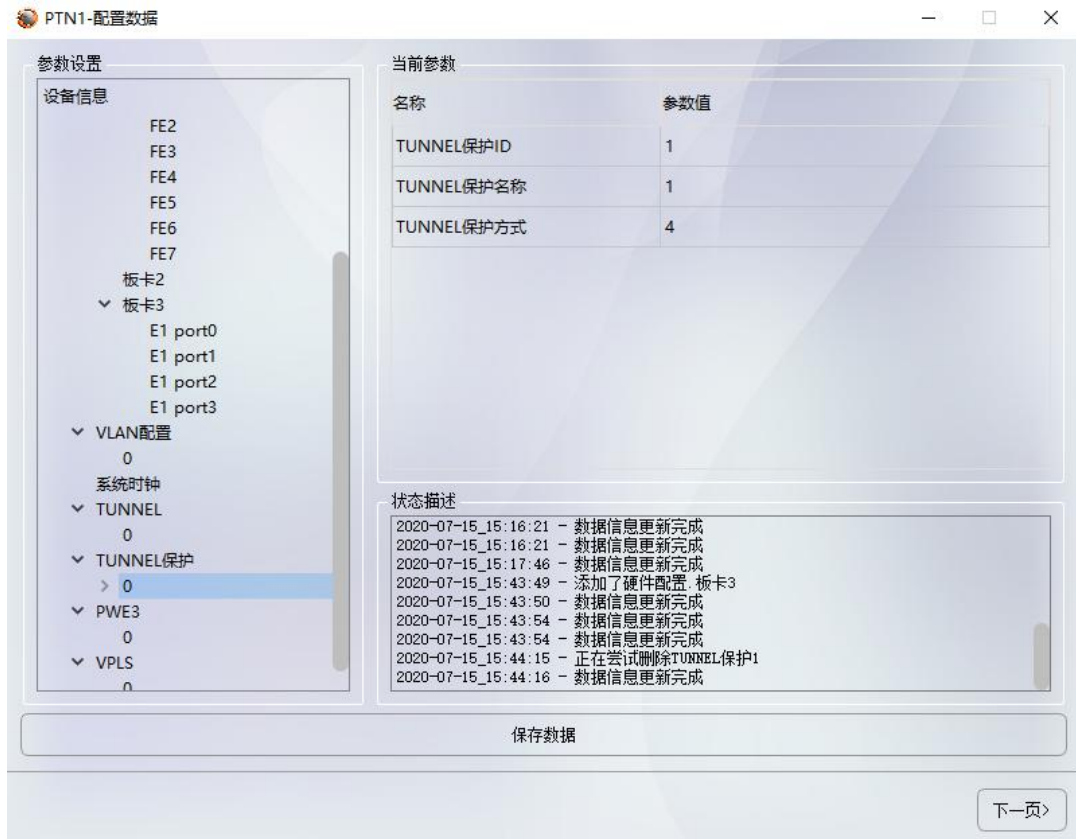 PTN1-配置数据
参数设置
设备信息
FE2
FE3
FE4
FE5
FE6
FE7
板卡2
板卡3
E1 port0
E1 port1
E1 port2
E1 port3
VLAN配置
0
系统时钟
TUNNEL
0
TUNNEL保护
0
PWE3
0
VPLS
0
当前参数
名称 参数值
TUNNEL保护ID 1
TUNNEL保护名称 1
TUNNEL保护方式 4
状态描述
2020-07-15_15:16:21 - 数据信息更新完成
2020-07-15_15:16:21 - 数据信息更新完成
2020-07-15_15:17:46 - 数据信息更新完成
2020-07-15_15:43:49 - 添加了硬件配置.板卡3
2020-07-15_15:43:50 - 数据信息更新完成
2020-07-15_15:43:54 - 数据信息更新完成
2020-07-15_15:43:54 - 数据信息更新完成
2020-07-15_15:44:15 - 正在尝试删除TUNNEL保护1
2020-07-15_15:44:16 - 数据信息更新完成
保存数据
下一页>